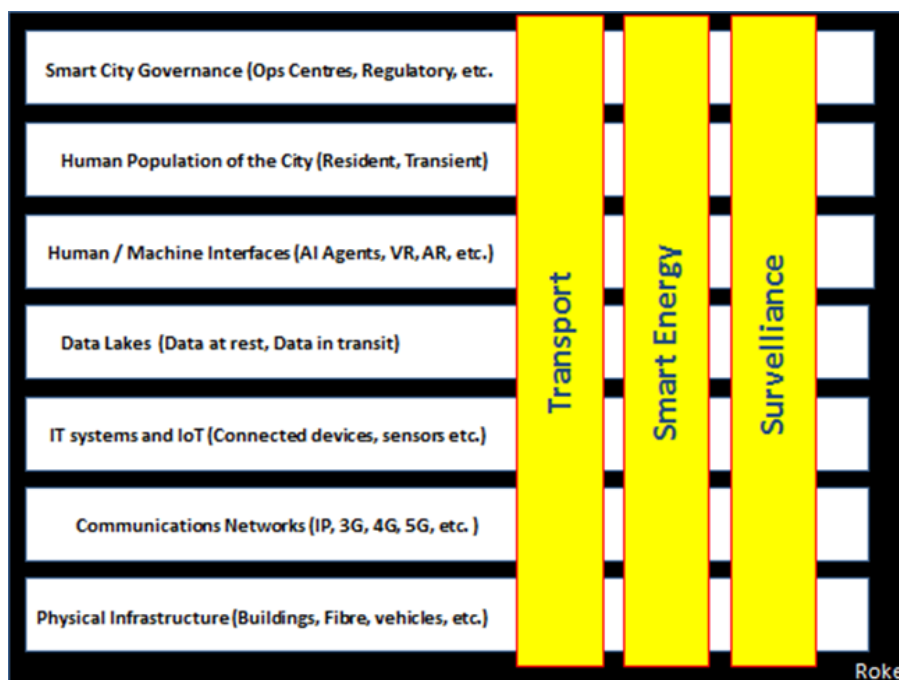 Smart City Governance (Ops Centres, Regulatory, etc.
Human Population of the City (Resident, Transient)
Human / Machine Interfaces (AI Agents, VR, AR, etc.)
Data Lakes (Data at rest, Data in transit)
IT systems and IoT (Connected devices, sensors etc.)
Communications Networks (IP, 3G, 4G, 5G, etc. )
Physical Infrastructure (Buildings, Fibre, vehicles, etc.)
Transport
Smart Energy
Survelliance
Roke